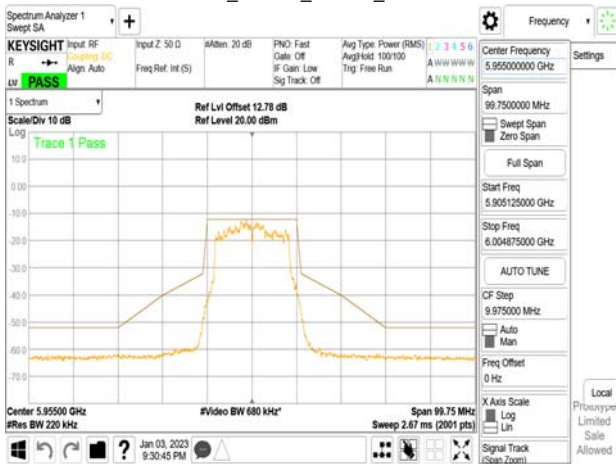 Spectrum Analyzer 1
Swept SA
Frequency
KEYSIGHT
Input: RF
Coupling: DC
Align: Auto
Input Z: 50 Ω
Freq Ref: Int (S)
#Atten: 20 dB
PNO: Fast
Gate: Off
IF Gain: Low
Sig Track: Off
Avg Type: Power (RMS)
Avg|Hold: 100/100
Trig: Free Run
1 2 3 4 5 6
A W W W W W
A N N N N N
R
LU
PASS
1 Spectrum
Scale/Div 10 dB
Ref Lvl Offset 12.78 dB
Ref Level 20.00 dBm
Log
Trace 1 Pass
10.0
0.00
-10.0
-20.0
-30.0
-40.0
-50.0
-60.0
-70.0
Center 5.95500 GHz
#Res BW 220 kHz
#Video BW 680 kHz*
Span 99.75 MHz
Sweep 2.67 ms (2001 pts)
Jan 03, 2023
9:30:45 PM
Center Frequency
5.955000000 GHz
Settings
Span
99.7500000 MHz
Swept Span
Zero Span
Full Span
Start Freq
5.905125000 GHz
Stop Freq
6.004875000 GHz
AUTO TUNE
CF Step
9.975000 MHz
Auto
Man
Freq Offset
0 Hz
X Axis Scale
Log
Lin
Signal Track
(Span Zoom)
Local
Prototype
Limited
Sale
Allowed